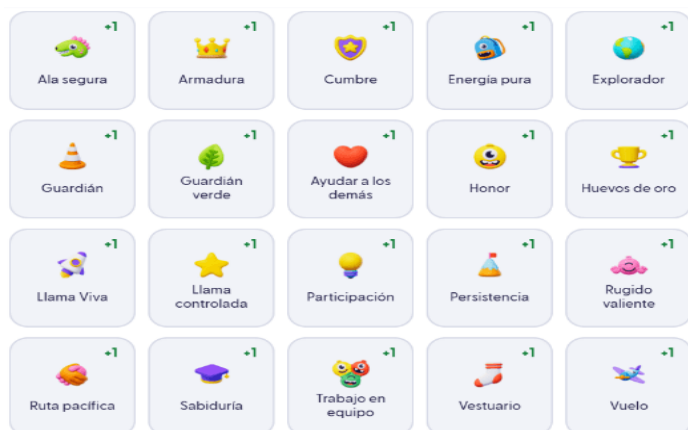 +1
Ala segura
+1
Armadura
+1
Cumbre
+1
Energía pura
+1
Explorador
+1
Guardián
+1
Guardián
verde
+1
Ayudar a los
demás
+1
Honor
+1
Huevos de oro
+1
Llama Viva
+1
Llama
controlada
+1
Participación
+1
Persistencia
+1
Rugido
valiente
+1
Ruta pacífica
+1
Sabiduría
+1
Trabajo en
equipo
+1
Vestuario
+1
Vuelo